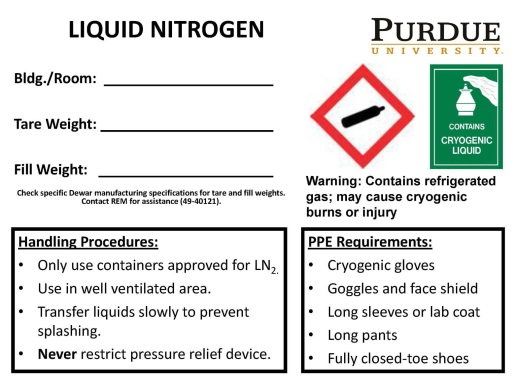 LIQUID NITROGEN
PURDUE
UNIVERSITY.
Bldg./Room:
Tare Weight:
Fill Weight:
Check specific Dewar manufacturing specifications for tare and fill weights.
Contact REM for assistance (49-40121).
CONTAINS
CRYOGENIC
LIQUID
Warning: Contains refrigerated
gas; may cause cryogenic
burns or injury
Handling Procedures:
• Only use containers approved for LN2.
• Use in well ventilated area.
• Transfer liquids slowly to prevent
splashing.
• Never restrict pressure relief device.
PPE Requirements:
• Cryogenic gloves
• Goggles and face shield
• Long sleeves or lab coat
• Long pants
• Fully closed-toe shoes